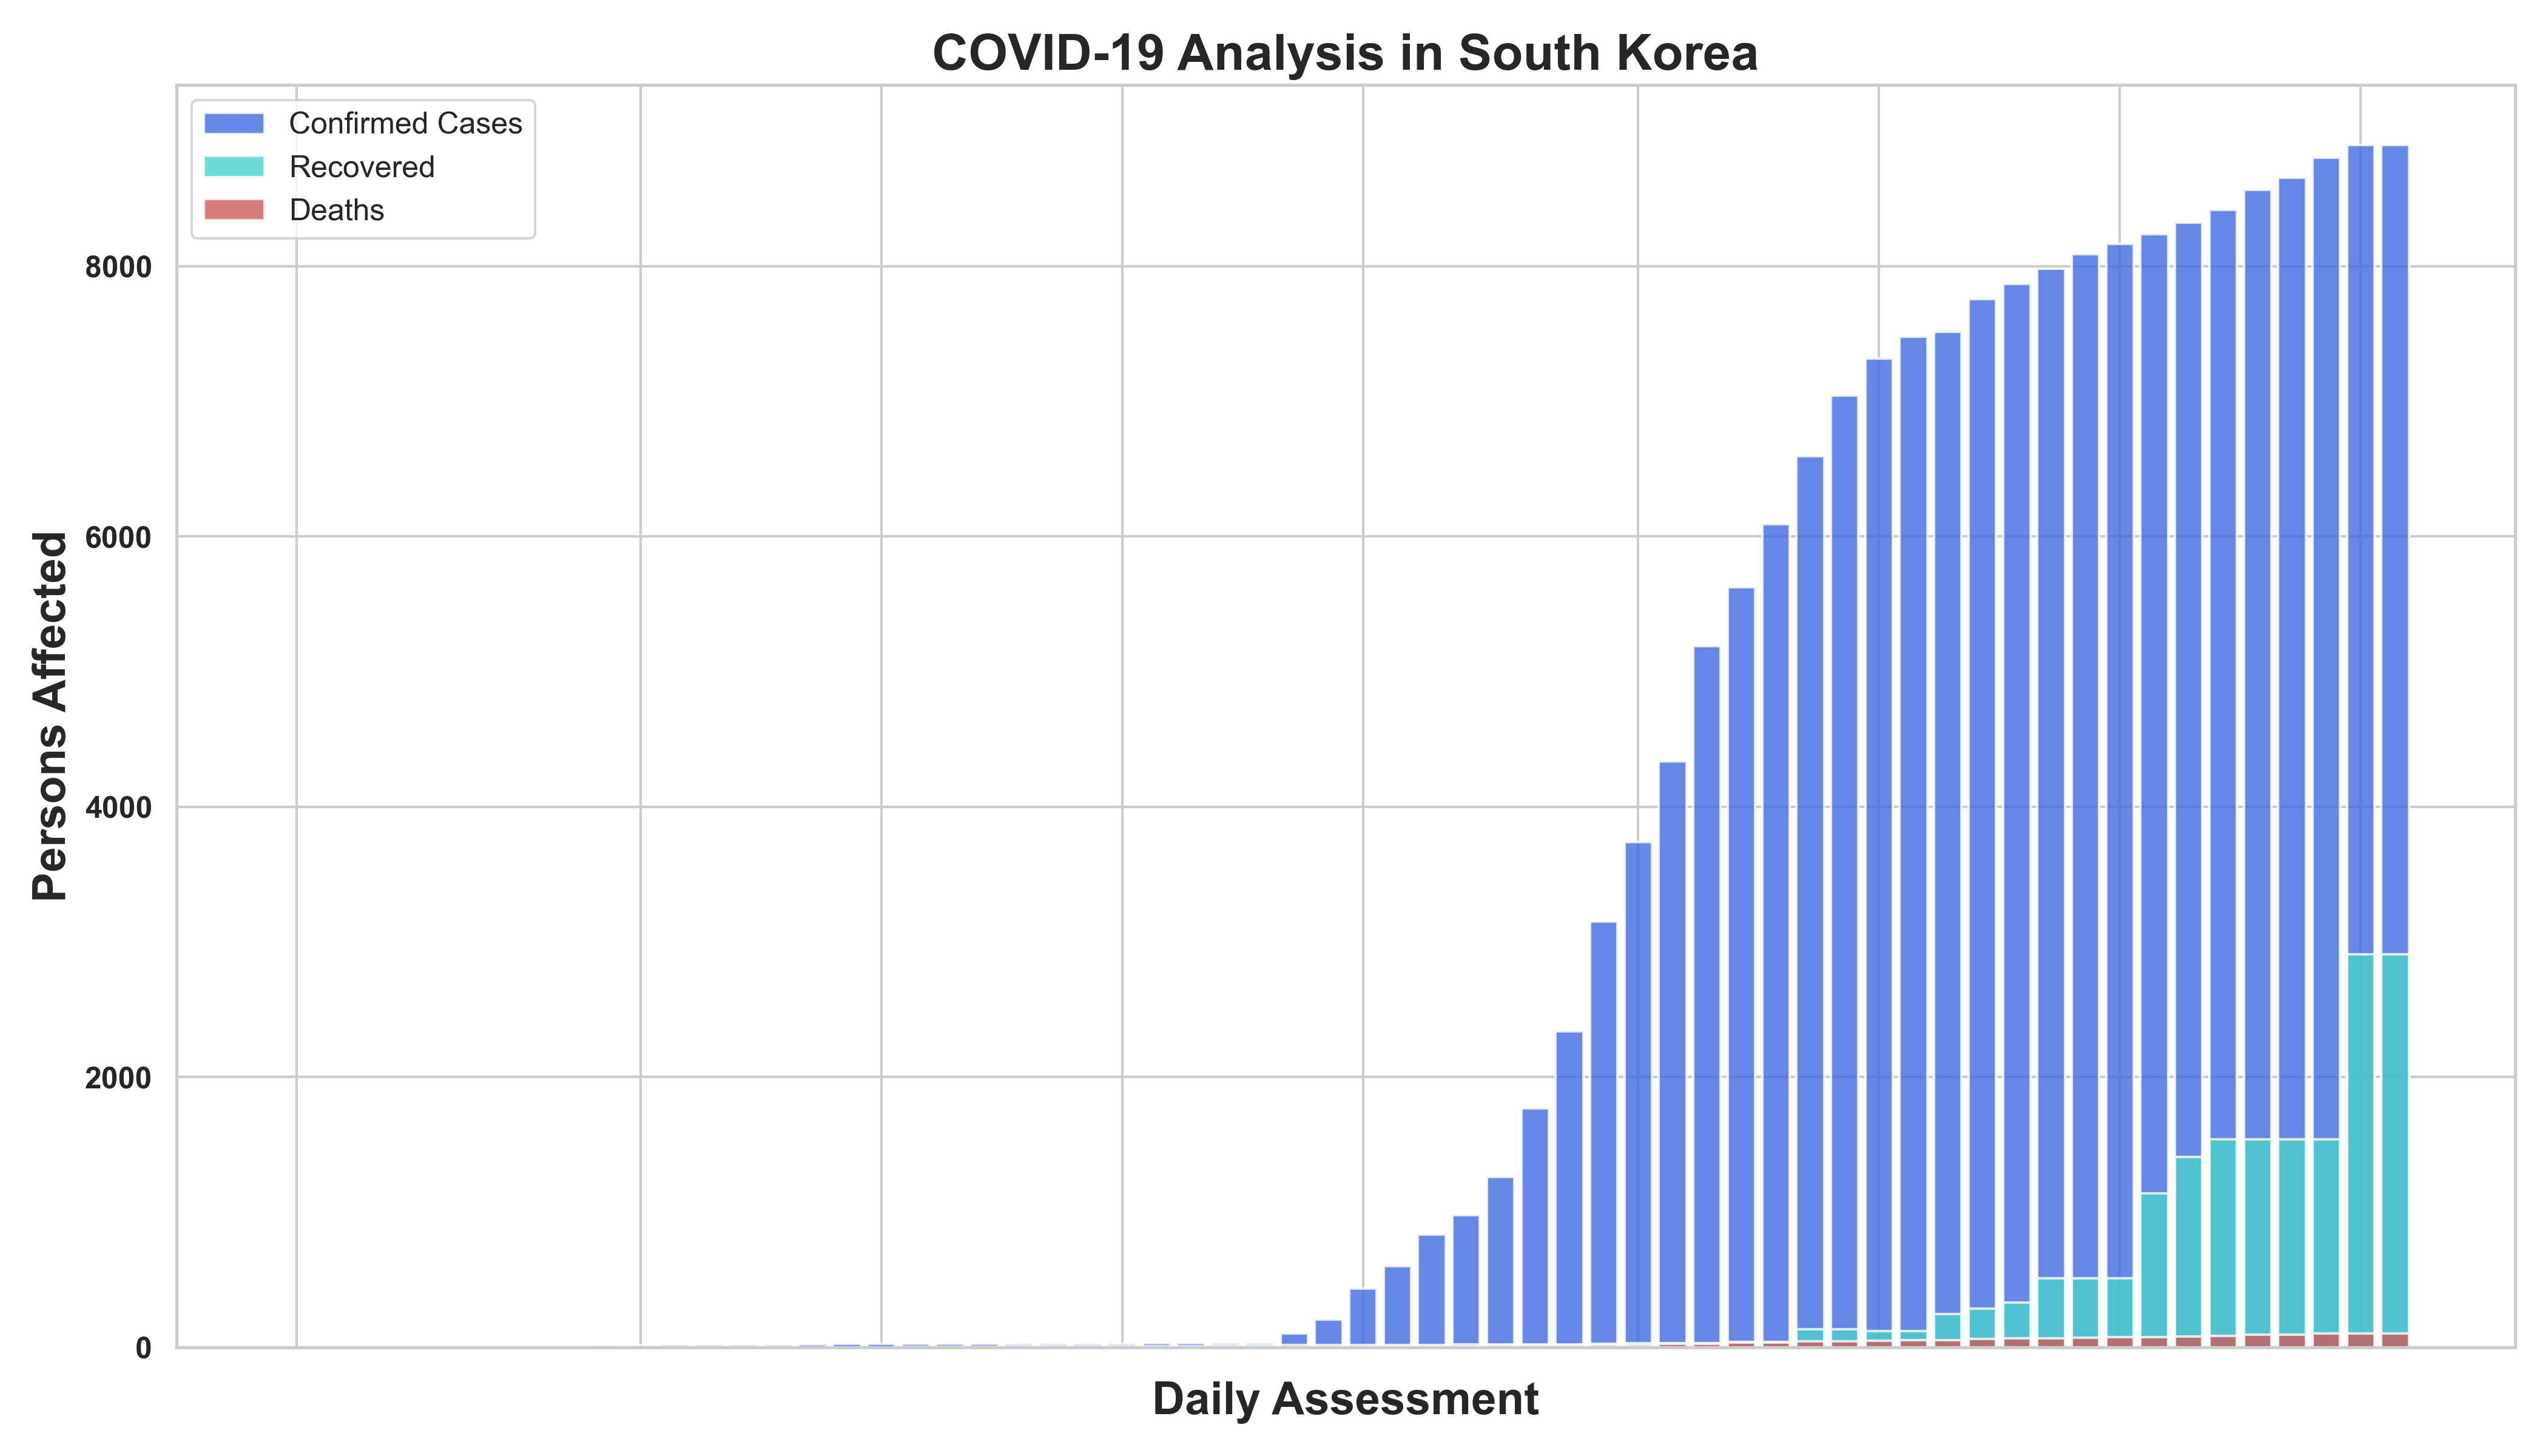 COVID-19 Analysis in South Korea
Confirmed Cases
Recovered
Deaths
8000
6000
4000
2000
0
Persons Affected
Daily Assessment